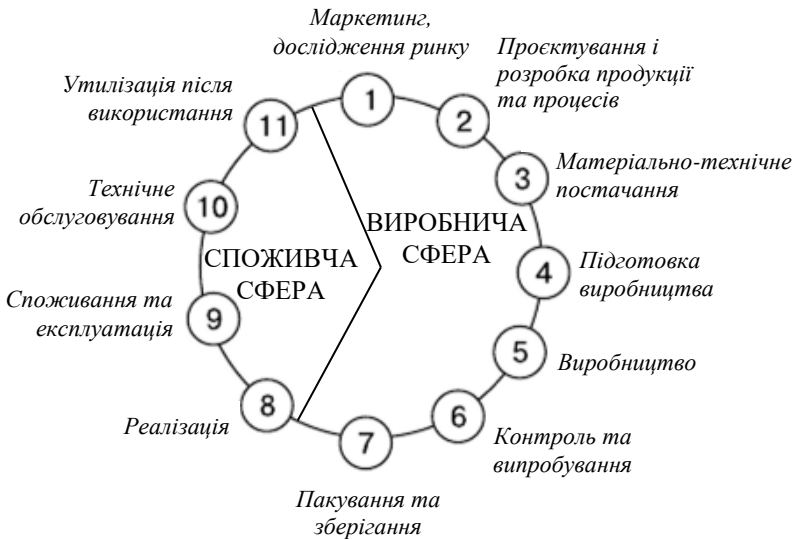 Маркетинг,
дослідження ринку
1
Проєктування і
розробка продукції
та процесів
2
Матеріально-технічне
постачання
3
Підготовка
виробництва
4
Виробництво
5
Контроль та
випробування
6
Пакування та
зберігання
7
Реалізація
8
Споживання та
експлуатація
9
Технічне
обслуговування
10
Утилізація після
використання
11
ВИРОБНИЧА
СФЕРА
СПОЖИВЧА
СФЕРА